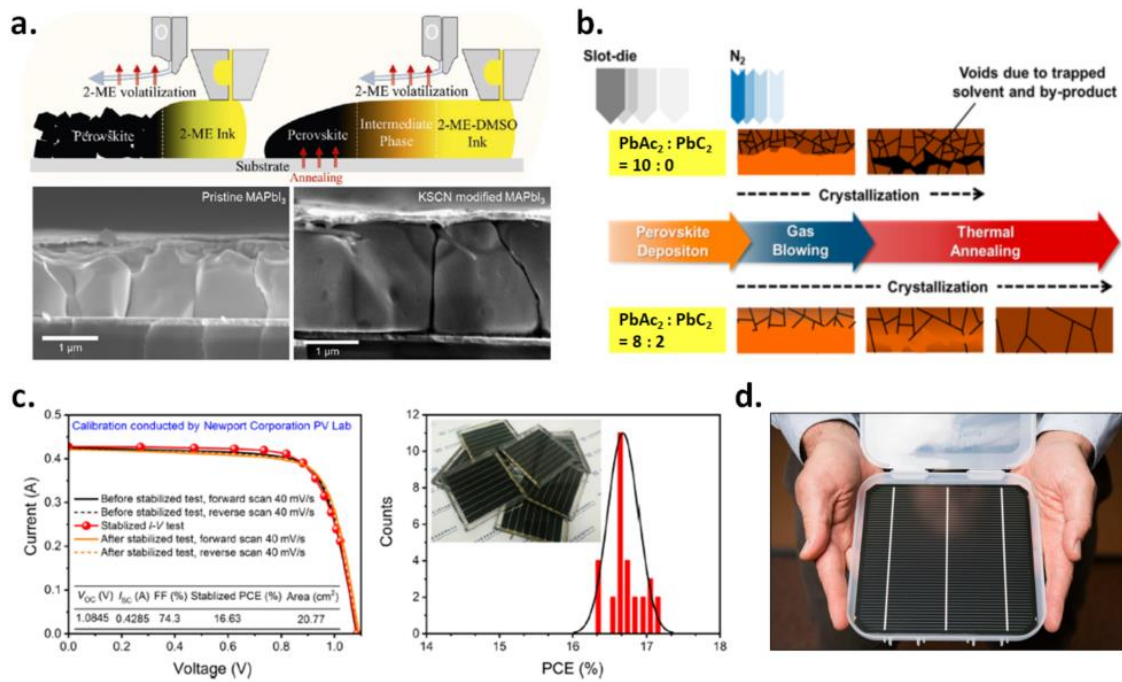 a.
2-ME volatilization
2-ME volatilization
Perovskite
2-ME Ink
Perovskite
Intermediate
Phase
2-ME-DMSO
Ink
Substrate
Annealing
Pristine MAPbI3
1 μm
KSCN modified MAPbI3
1 μm
b.
Slot-die
N2
Voids due to trapped
solvent and by-product
PbAc2 : PbC2
= 10 : 0
Crystallization
Perovskite
Depositon
Gas
Blowing
Thermal
Annealing
Crystallization
PbAc2 : PbC2
= 8 : 2
c.
Calibration conducted by Newport Corporation PV Lab
Before stabilized test, forward scan 40 mV/s
Before stabilized test, reverse scan 40 mV/s
Stablized I-V test
After stabilized test, forward scan 40 mV/s
After stabilized test, reverse scan 40 mV/s
VOC (V) ISC (A) FF (%) Stablized PCE (%) Area (cm2)
1.0845 0.4285 74.3 16.63 20.77
Current (A)
0.5
0.4
0.3
0.2
0.1
0.0
0.0 0.2 0.4 0.6 0.8 1.0
Voltage (V)
Counts
12
10
8
6
4
2
0
14 15 16 17 18
PCE (%)
d.